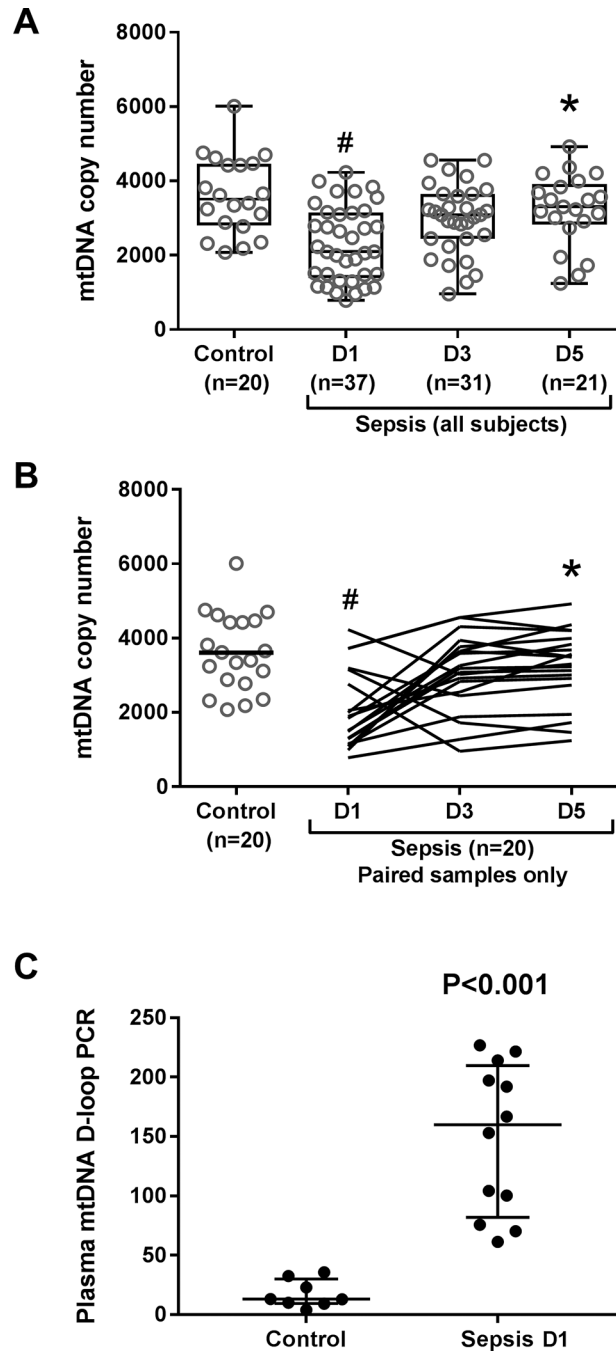 A
mtDNA copy number
8000
6000
4000
2000
0
#
*
Control D1 D3 D5
(n=20) (n=37) (n=31) (n=21)
Sepsis (all subjects)
B
mtDNA copy number
8000
6000
4000
2000
0
#
*
Control D1 D3 D5
(n=20)
Sepsis (n=20)
Paired samples only
C
P<0.001
Plasma mtDNA D-loop PCR
250
200
150
100
50
0
Control Sepsis D1